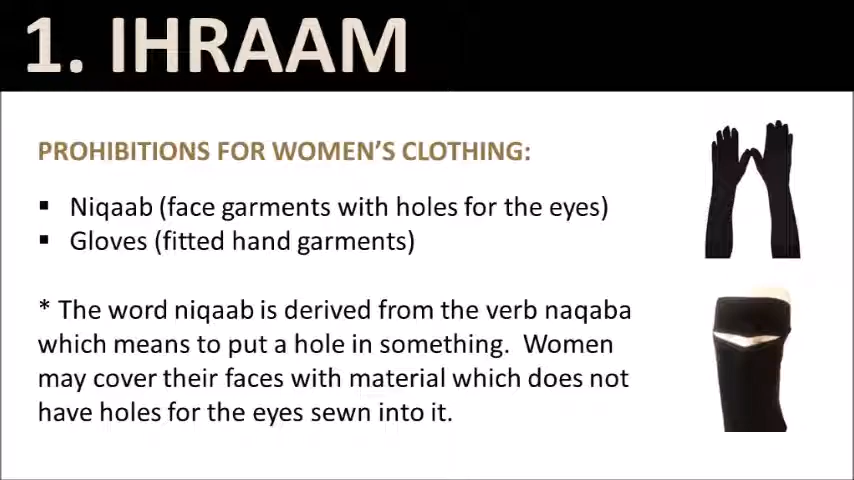 1. IHRAAM
PROHIBITIONS FOR WOMEN'S CLOTHING:
▪ Niqaab (face garments with holes for the eyes)
▪ Gloves (fitted hand garments)
* The word niqaab is derived from the verb naqaba
which means to put a hole in something.  Women
may cover their faces with material which does not
have holes for the eyes sewn into it.